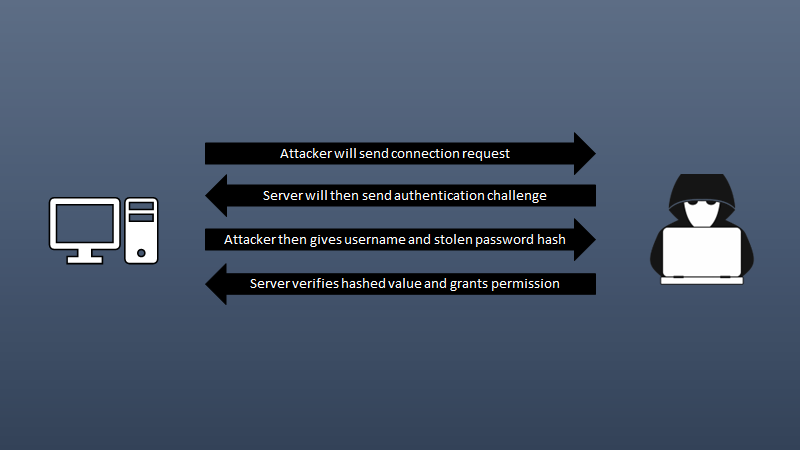 Attacker will send connection request
Server will then send authentication challenge
Attacker then gives username and stolen password hash
Server verifies hashed value and grants permission